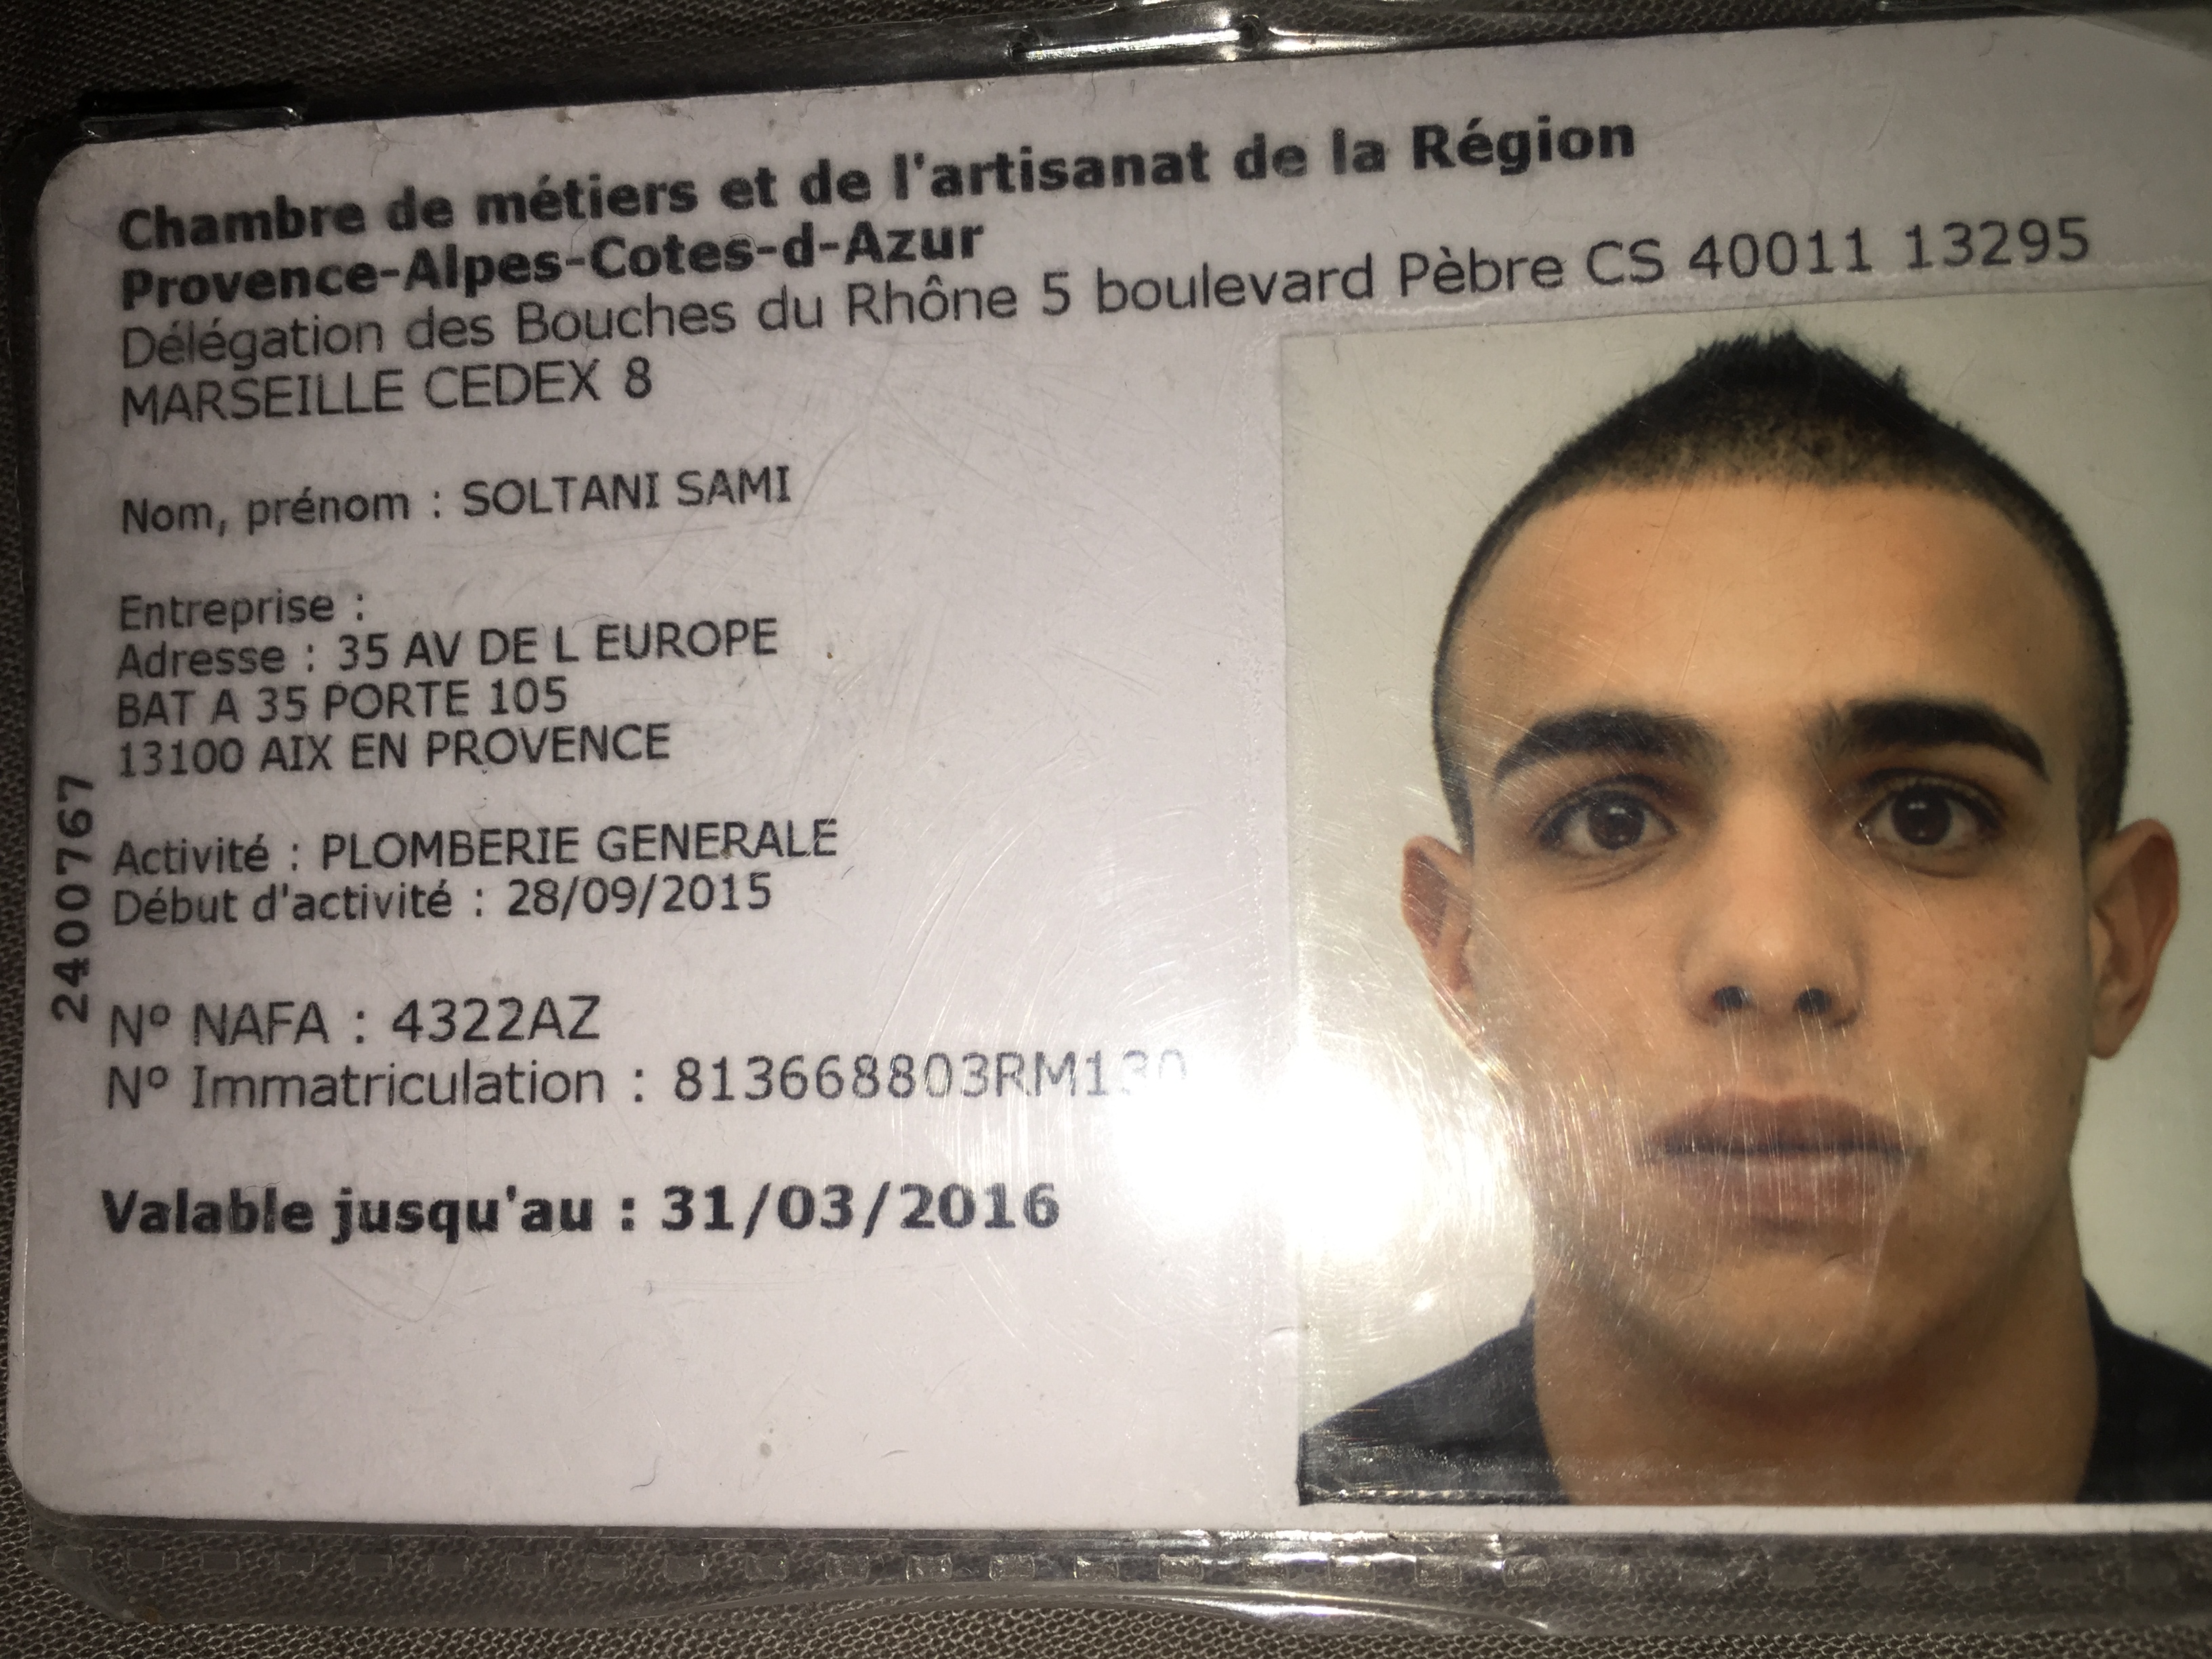 Chambre de métiers et de l'artisanat de la Région
Provence-Alpes-Cotes-d-Azur
Délégation des Bouches du Rhône 5 boulevard Pèbre CS 40011 13295
MARSEILLE CEDEX 8
Nom, prénom : SOLTANI SAMI
Entreprise :
Adresse : 35 AV DE L EUROPE
BAT A 35 PORTE 105
13100 AIX EN PROVENCE
Activité : PLOMBERIE GENERALE
Début d'activité : 28/09/2015
N° NAFA : 4322AZ
N° Immatriculation : 813668803RM130
Valable jusqu'au : 31/03/2016
2400767